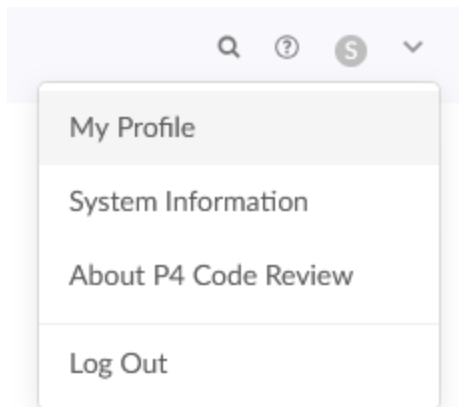 S
My Profile
System Information
About P4 Code Review
Log Out